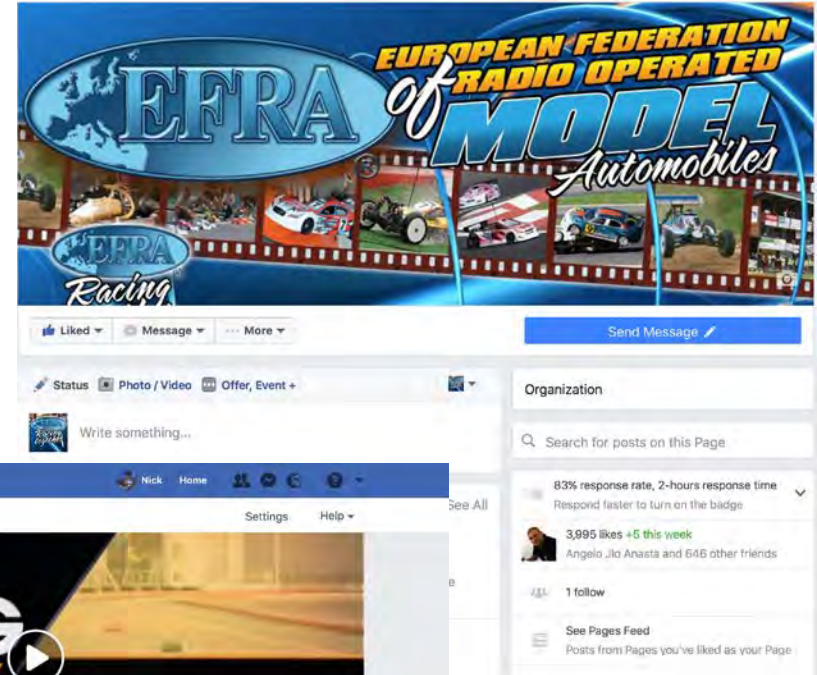 EFRA
®
EUROPEAN FEDERATION
of RADIO OPERATED
MODEL
Automobiles
EFRA
Racing
Liked
Message
More
Send Message
Status
Photo / Video
Offer, Event +
Organization
Write something...
Search for posts on this Page
Nick
Home
See All
83% response rate, 2-hours response time
Respond faster to turn on the badge
Settings
Help
3,995 likes +5 this week
Angelo Jlo Anasta and 646 other friends
e
1 follow
G
See Pages Feed
Posts from Pages you've liked as your Page